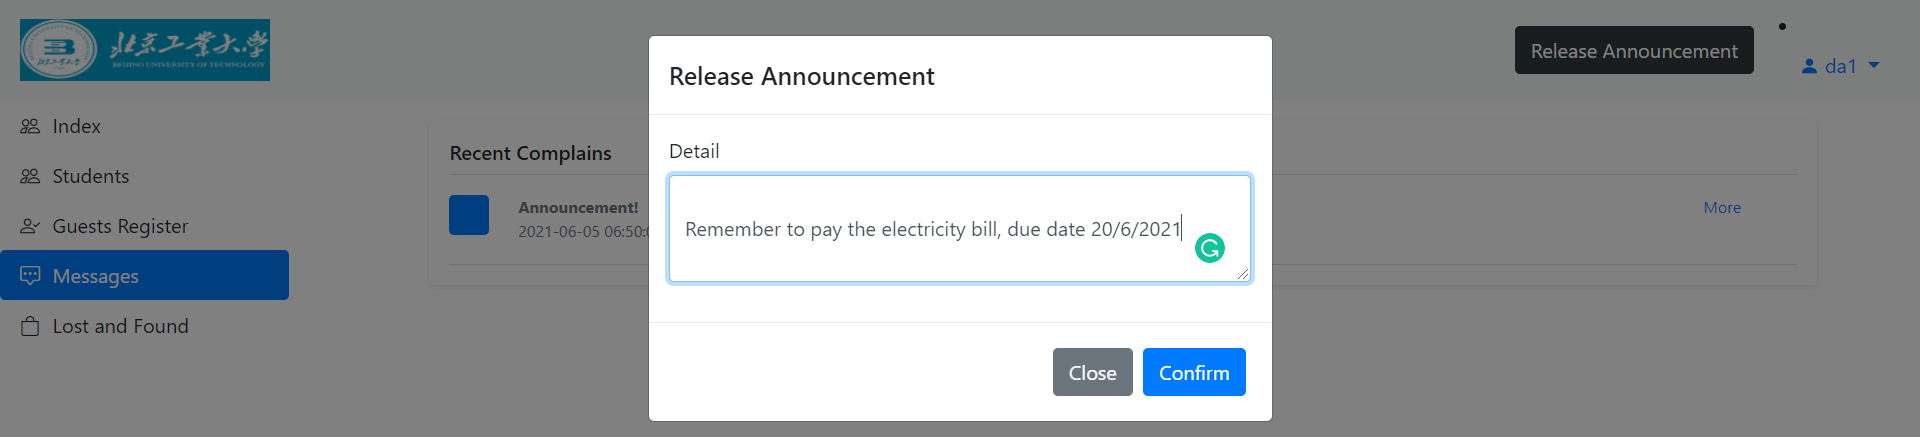 北京工業大学
BEIJING UNIVERSITY OF TECHNOLOGY
Release Announcement
da1
Index
Students
Guests Register
Messages
Lost and Found
Recent Complains
Announcement!
2021-06-05 06:50:
More
Release Announcement
Detail
Remember to pay the electricity bill, due date 20/6/2021
Close
Confirm